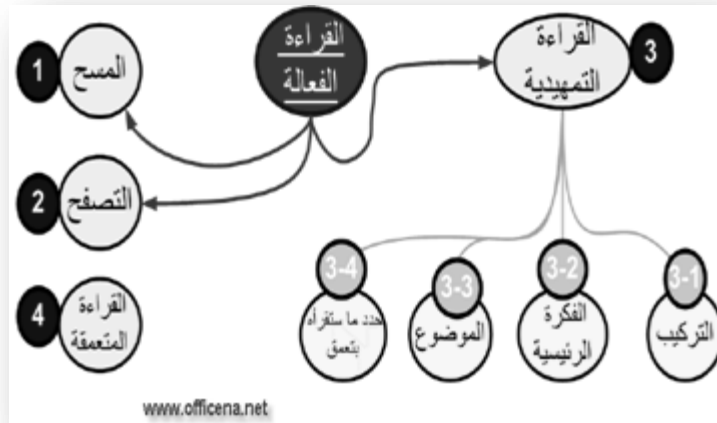 القراءة
الفعالة
1
المسح
2
التصفح
3
القراءة
التمهيدية
3-1
التركيب
3-2
الفكرة
الرئيسية
3-3
الموضوع
3-4
حدد ما ستقرأه
بتعمق
4
القراءة
المتعمقة
www.officena.net